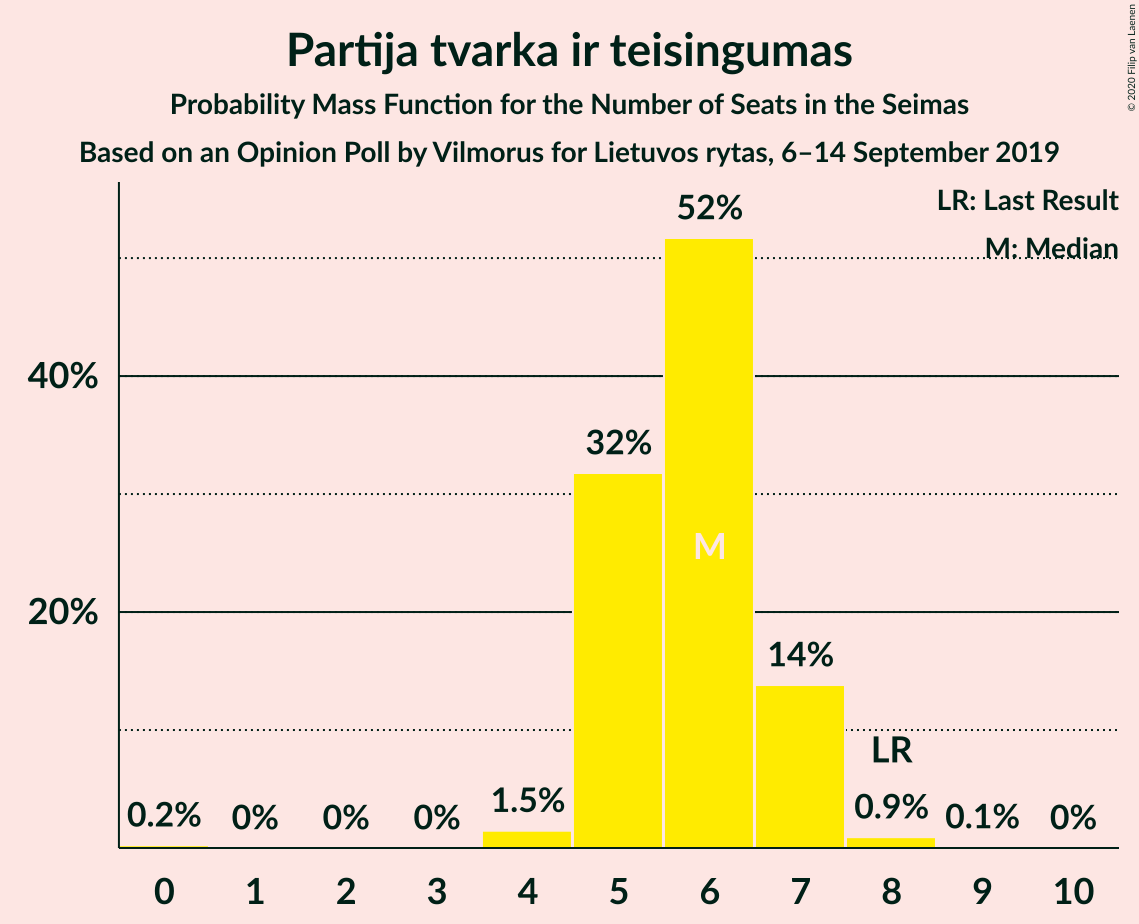 Partija tvarka ir teisingumas
Probability Mass Function for the Number of Seats in the Seimas
Based on an Opinion Poll by Vilmorus for Lietuvos rytas, 6–14 September 2019
© 2020 Filip van Laenen
LR: Last Result
M: Median
52%
40%
32%
M
20%
14%
LR
0.2% 0% 0% 0% 1.5% 0.9% 0.1% 0%
0 1 2 3 4 5 6 7 8 9 10